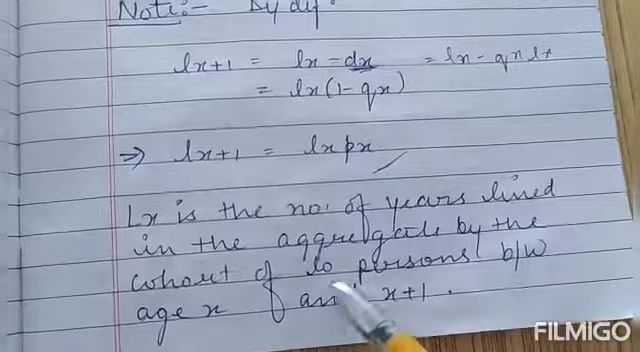 Note:- By def.
lx+1 = lx - dx = lx - qx lx
= lx(1-qx)
⇒ lx+1 = lx px
Lx is the no. of years lived
in the aggregate by the
cohort of lo persons b/w
age x and x+1.
FILMIGO